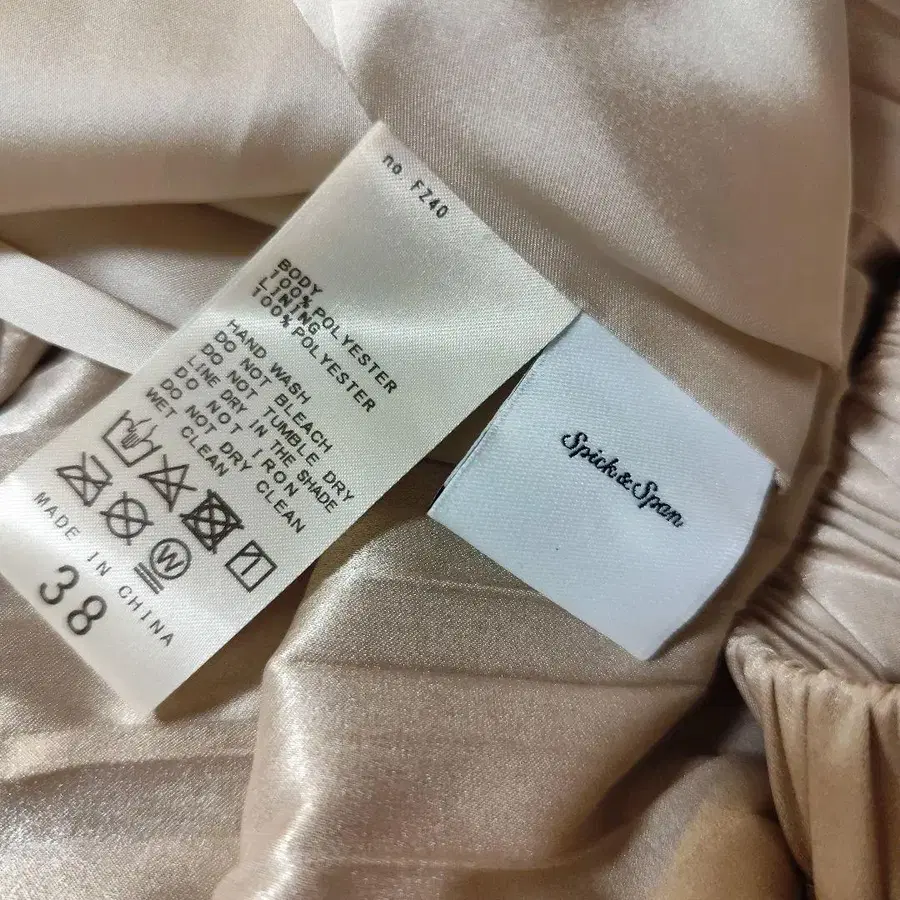 no FZ40
BODY
100% POLYESTER
LINING
100% POLYESTER
HAND WASH
DO NOT BLEACH
DO NOT TUMBLE DRY
LINE DRY IN THE SHADE
DO NOT IRON
DO NOT DRY CLEAN
WET CLEAN
W
MADE IN CHINA
38
Spick & Span